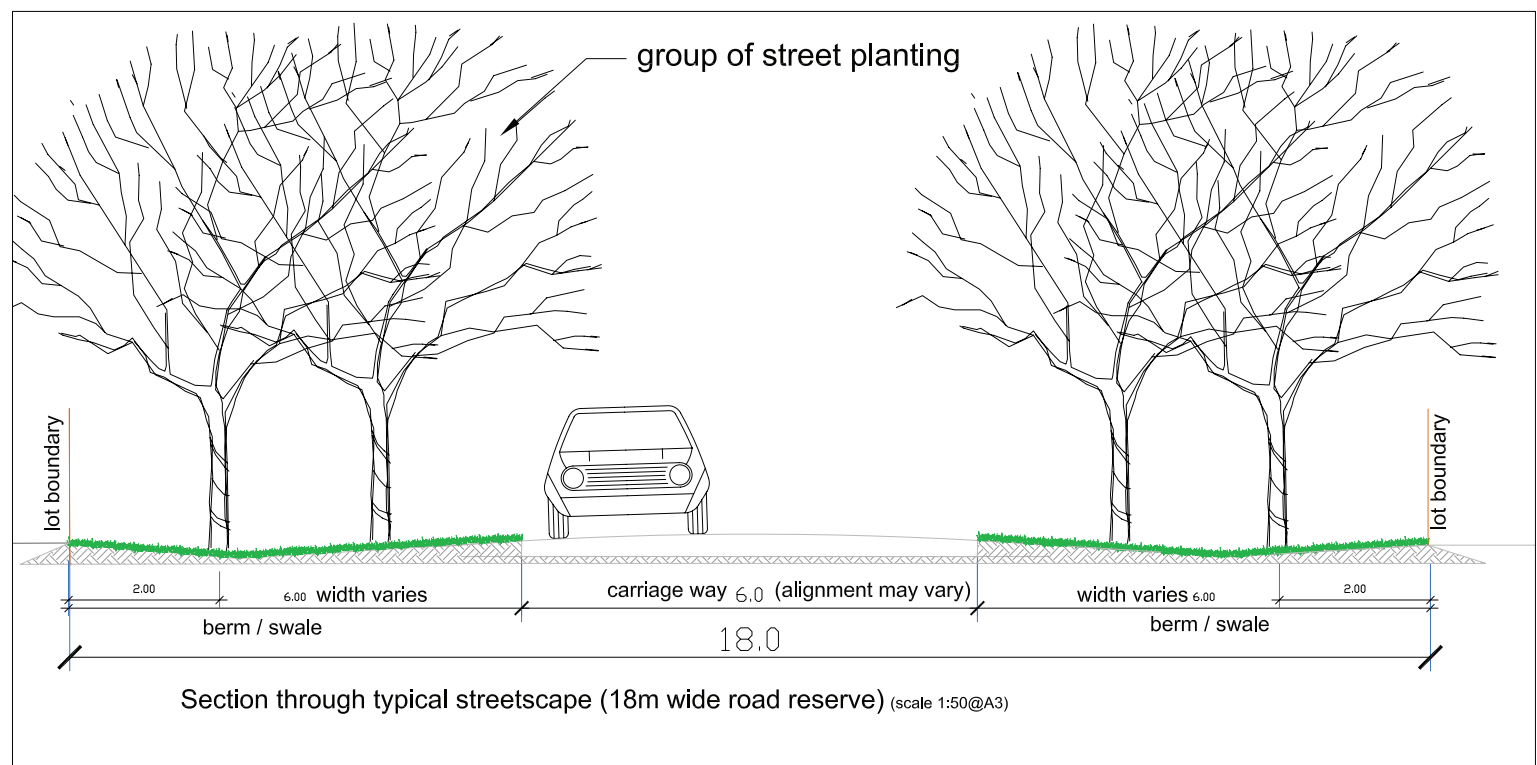 group of street planting
lot boundary
lot boundary
2.00
6.00 width varies
carriage way 6.0 (alignment may vary)
width varies 6.00
2.00
berm / swale
berm / swale
18.0
Section through typical streetscape (18m wide road reserve) (scale 1:50@A3)